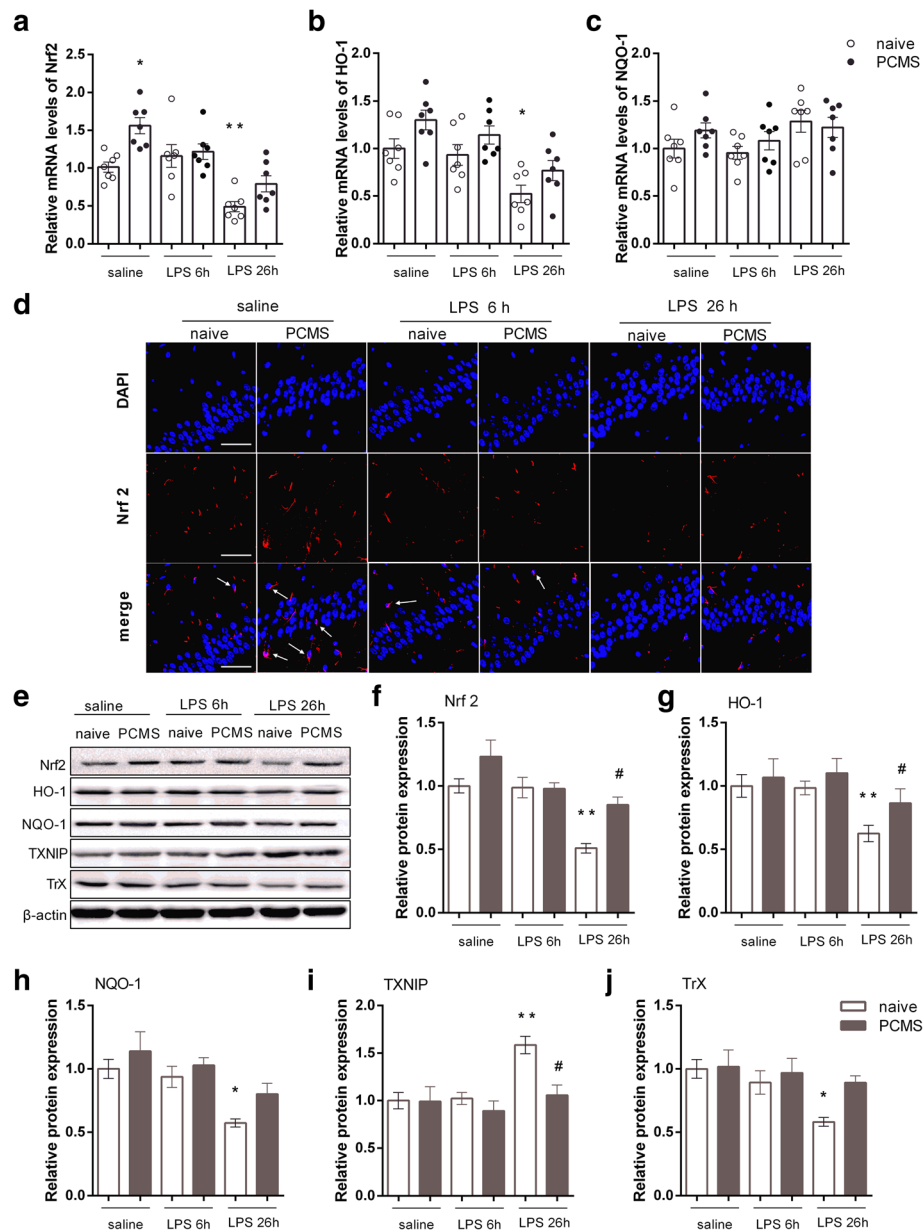 a
b
c
Relative mRNA levels of Nrf2
2.5
2.0
1.5
1.0
0.5
0.0
*
* *
saline
LPS 6h
LPS 26h
Relative mRNA levels of HO-1
2.0
1.5
1.0
0.5
0.0
*
saline
LPS 6h
LPS 26h
Relative mRNA levels of NQO-1
2.0
1.5
1.0
0.5
0.0
saline
LPS 6h
LPS 26h
naive
PCMS
d
saline
LPS 6 h
LPS 26 h
naive PCMS naive PCMS naive PCMS
DAPI
Nrf 2
merge
e
saline LPS 6h LPS 26h
naive PCMS naive PCMS naive PCMS
Nrf2
HO-1
NQO-1
TXNIP
TrX
β-actin
f
Nrf 2
Relative protein expression
1.5
1.0
0.5
0.0
* *
#
saline
LPS 6h
LPS 26h
g
HO-1
Relative protein expression
1.5
1.0
0.5
0.0
* *
#
saline
LPS 6h
LPS 26h
h
NQO-1
Relative protein expression
1.5
1.0
0.5
0.0
*
saline
LPS 6h
LPS 26h
i
TXNIP
Relative protein expression
2.0
1.5
1.0
0.5
0.0
* *
#
saline
LPS 6h
LPS 26h
j
TrX
Relative protein expression
1.5
1.0
0.5
0.0
*
saline
LPS 6h
LPS 26h
naive
PCMS